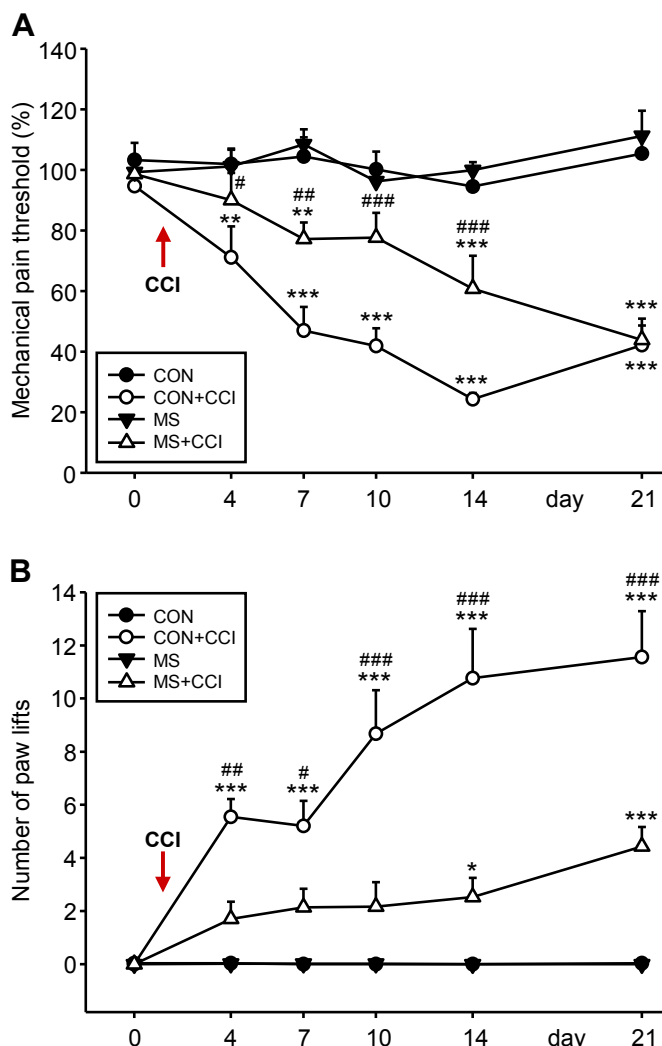 A
Mechanical pain threshold (%)
140
120
100
80
60
40
20
0
#
**
##
**
***
###
***
###
***
***
***
***
CCI
CON
CON+CCI
MS
MS+CCI
0 4 7 10 14 day 21
B
Number of paw lifts
14
12
10
8
6
4
2
0
CON
CON+CCI
MS
MS+CCI
CCI
##
***
#
***
###
***
###
***
###
***
*
***
0 4 7 10 14 day 21